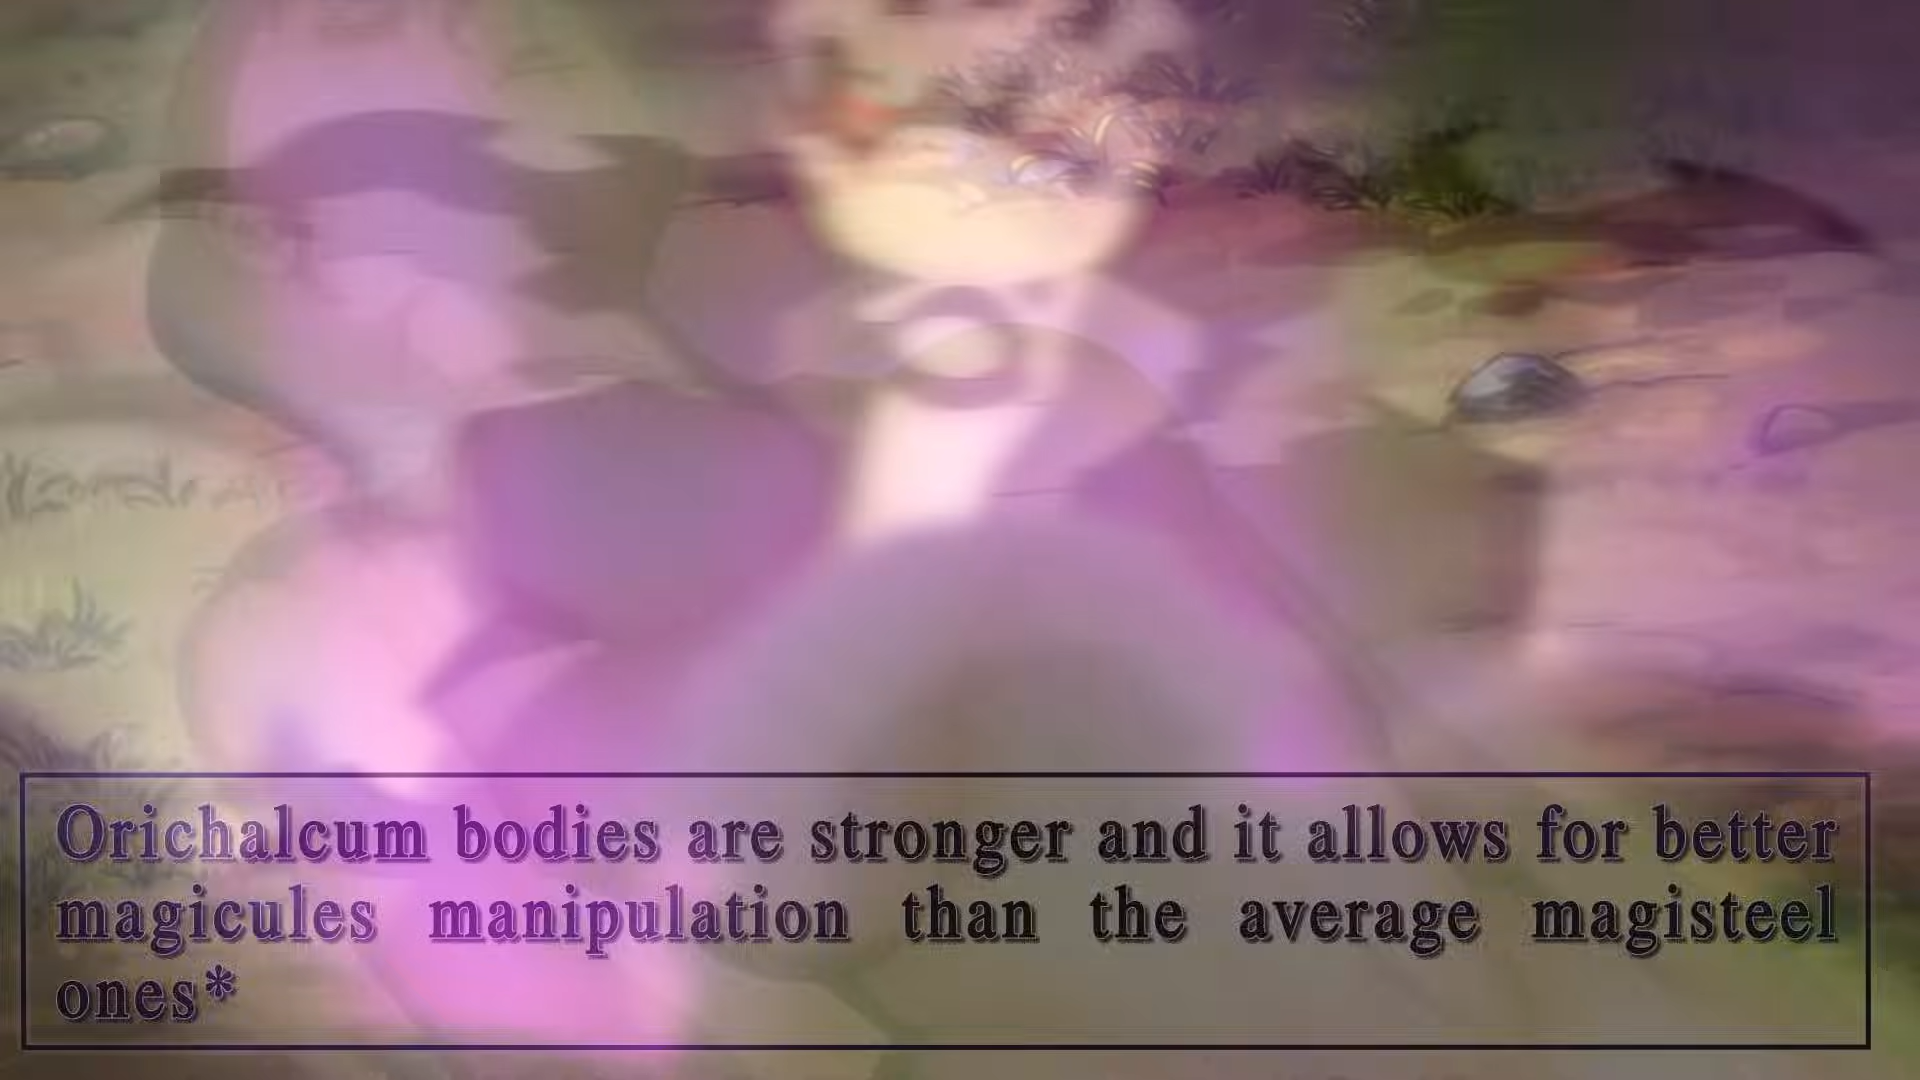 Orichalcum bodies are stronger and it allows for better
magicules manipulation than the average magisteel
ones*